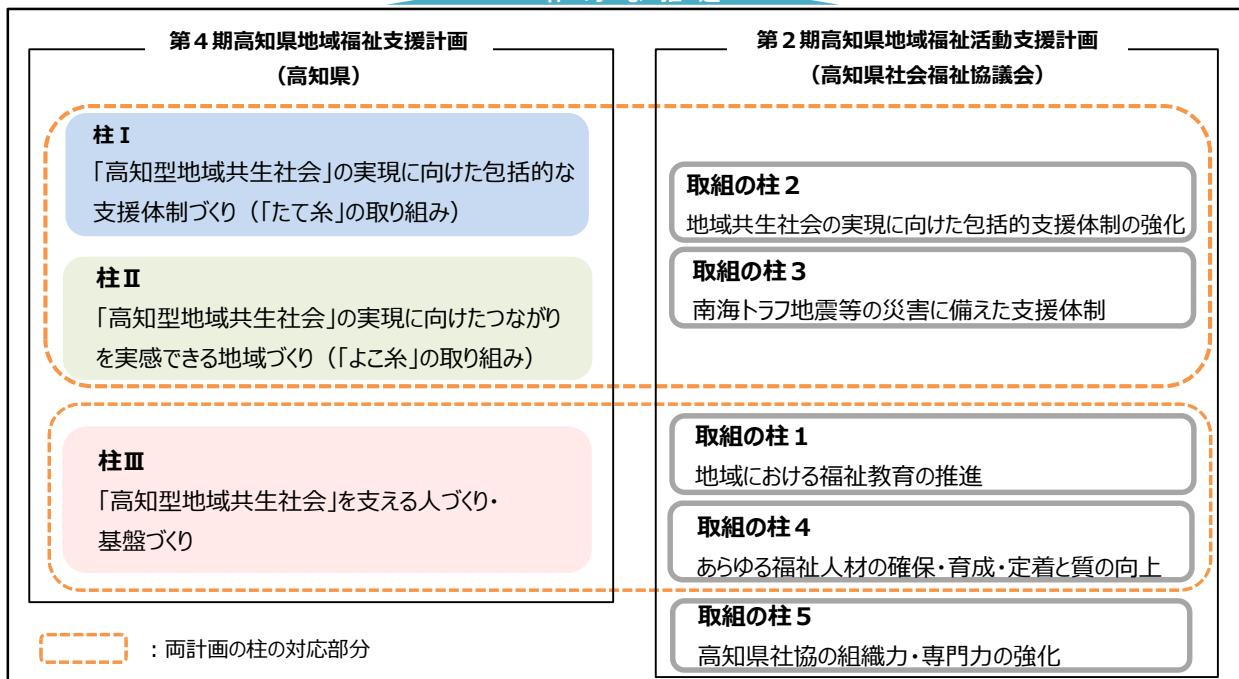 第４期高知県地域福祉支援計画
（高知県）
柱Ⅰ
「高知型地域共生社会」の実現に向けた包括的な
支援体制づくり（「たて糸」の取り組み）
柱Ⅱ
「高知型地域共生社会」の実現に向けたつながり
を実感できる地域づくり（「よこ糸」の取り組み）
柱Ⅲ
「高知型地域共生社会」を支える人づくり・
基盤づくり
：両計画の柱の対応部分
第２期高知県地域福祉活動支援計画
（高知県社会福祉協議会）
取組の柱２
地域共生社会の実現に向けた包括的支援体制の強化
取組の柱３
南海トラフ地震等の災害に備えた支援体制
取組の柱１
地域における福祉教育の推進
取組の柱４
あらゆる福祉人材の確保・育成・定着と質の向上
取組の柱５
高知県社協の組織力・専門力の強化